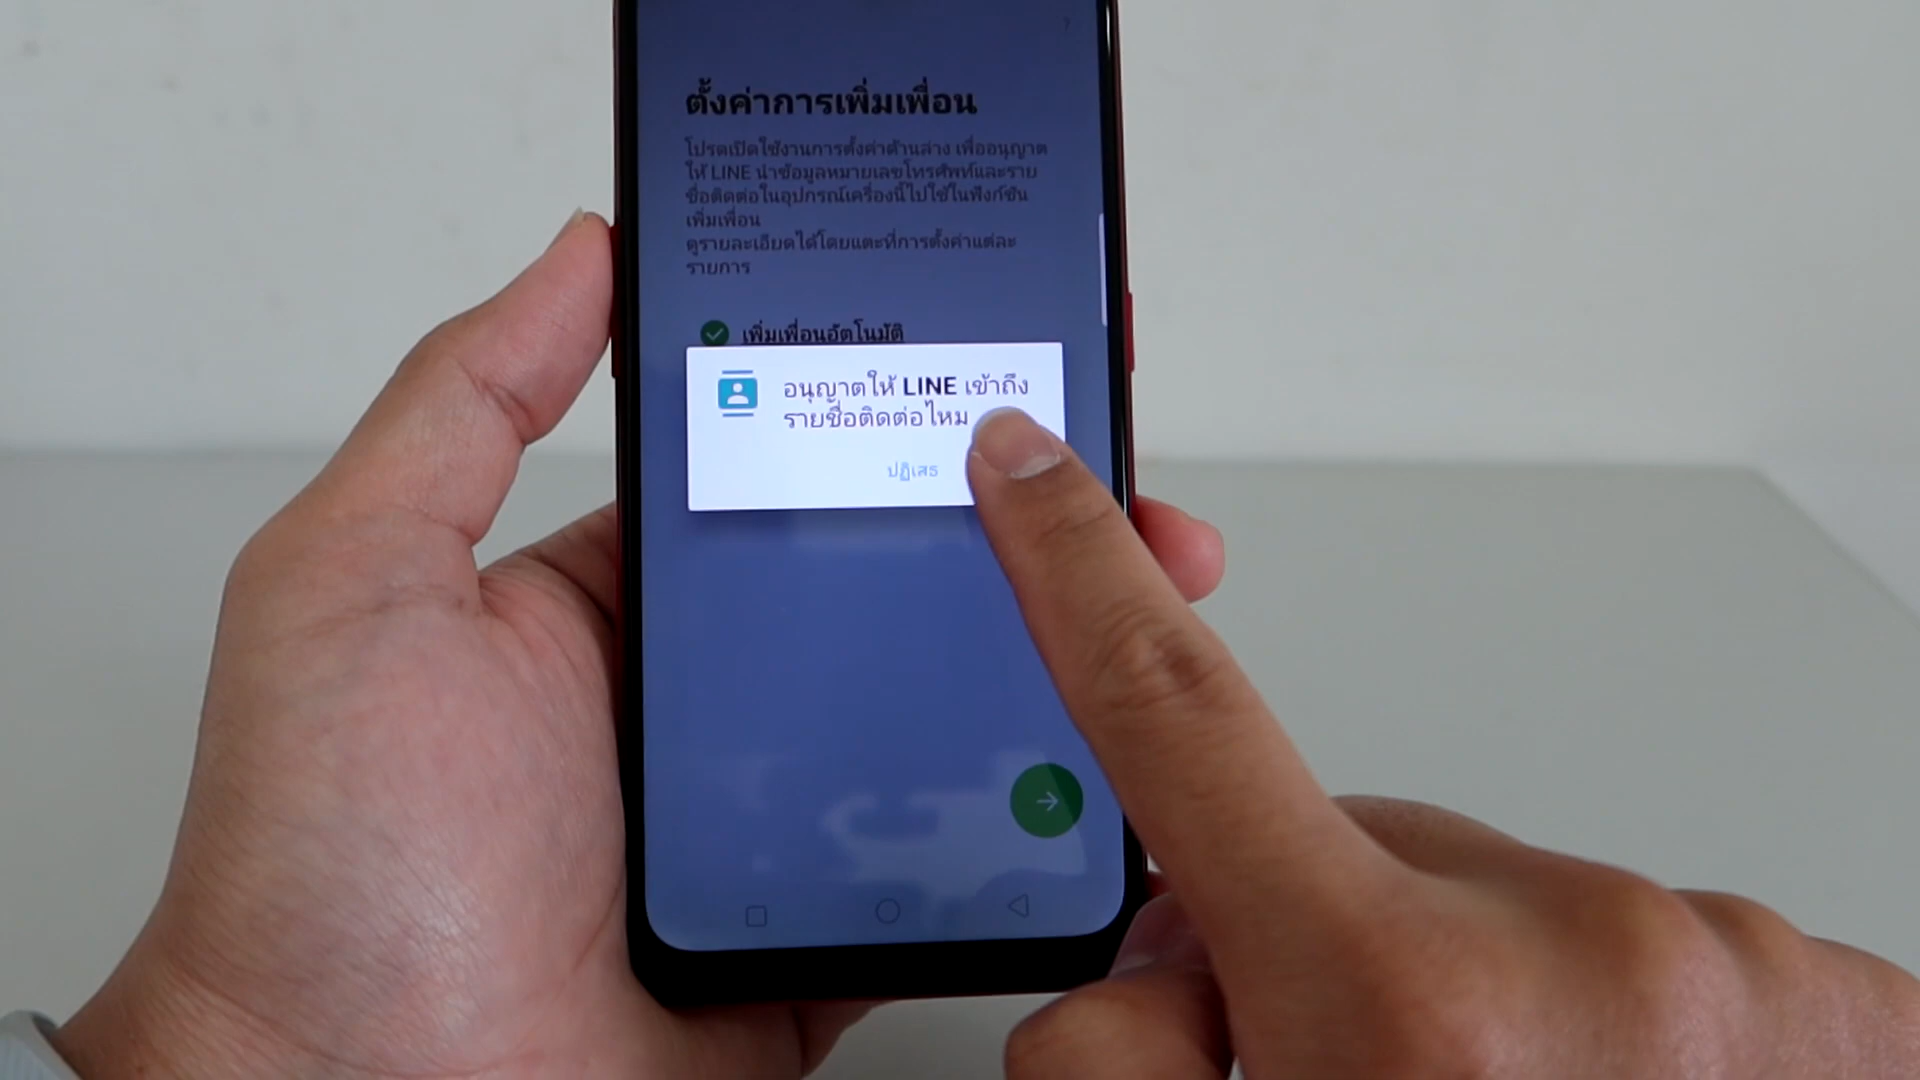 ตั้งค่าการเพิ่มเพื่อน
โปรดเปิดใช้งานการตั้งค่าด้านล่าง เพื่ออนุญาต
ให้ LINE นำข้อมูลหมายเลขโทรศัพท์และราย
ชื่อติดต่อในอุปกรณ์เครื่องนี้ไปใช้ในฟังก์ชัน
เพิ่มเพื่อน
ดูรายละเอียดได้โดยแตะที่การตั้งค่าแต่ละ
รายการ
เพิ่มเพื่อนอัตโนมัติ
อนุญาตให้ LINE เข้าถึง
รายชื่อติดต่อไหม
ปฏิเสธ